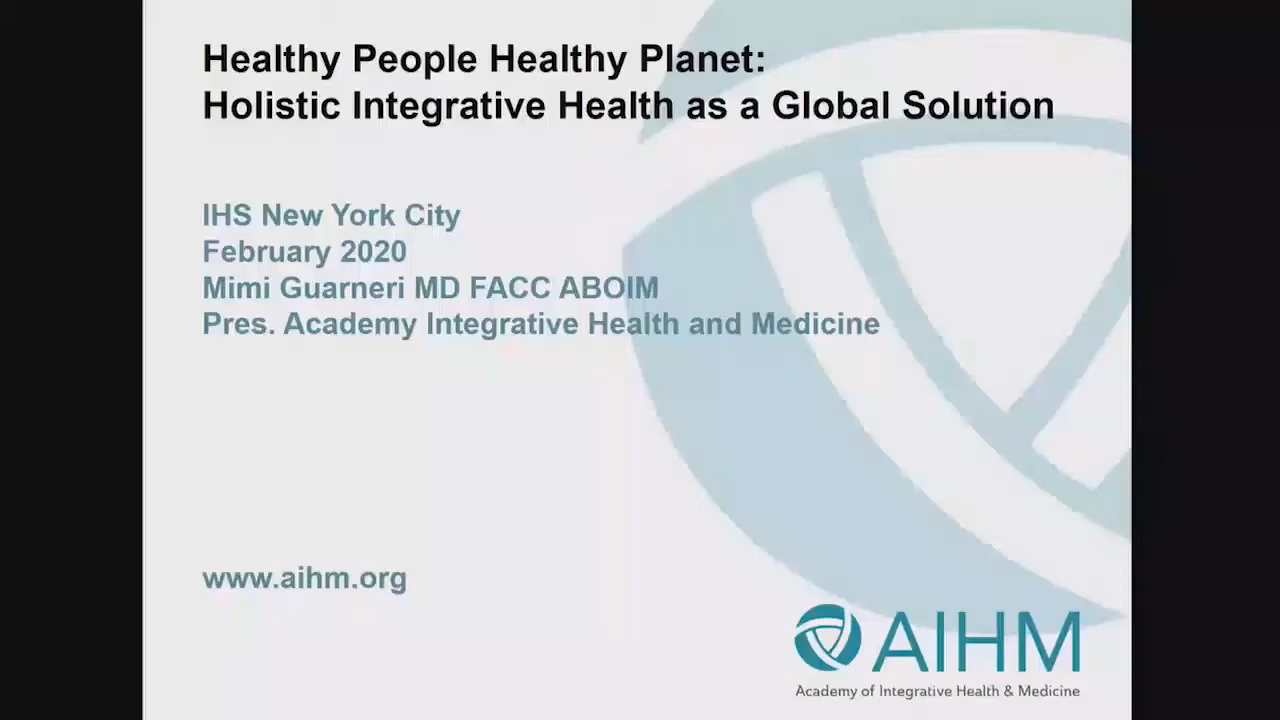 Healthy People Healthy Planet:
Holistic Integrative Health as a Global Solution
IHS New York City
February 2020
Mimi Guarneri MD FACC ABOIM
Pres. Academy Integrative Health and Medicine
www.aihm.org
AIHM
Academy of Integrative Health & Medicine